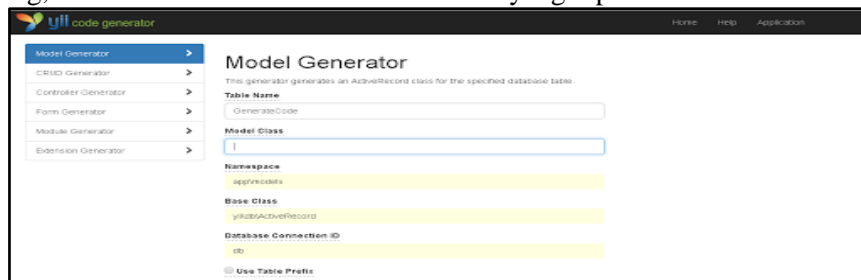 yii code generator
Home Help Application
Model Generator
CRUD Generator
Controller Generator
Form Generator
Module Generator
Extension Generator
Model Generator
This generator generates an ActiveRecord class for the specified database table.
Table Name
GenerateCode
Model Class
Namespace
app\models
Base Class
yii\db\ActiveRecord
Database Connection ID
db
Use Table Prefix